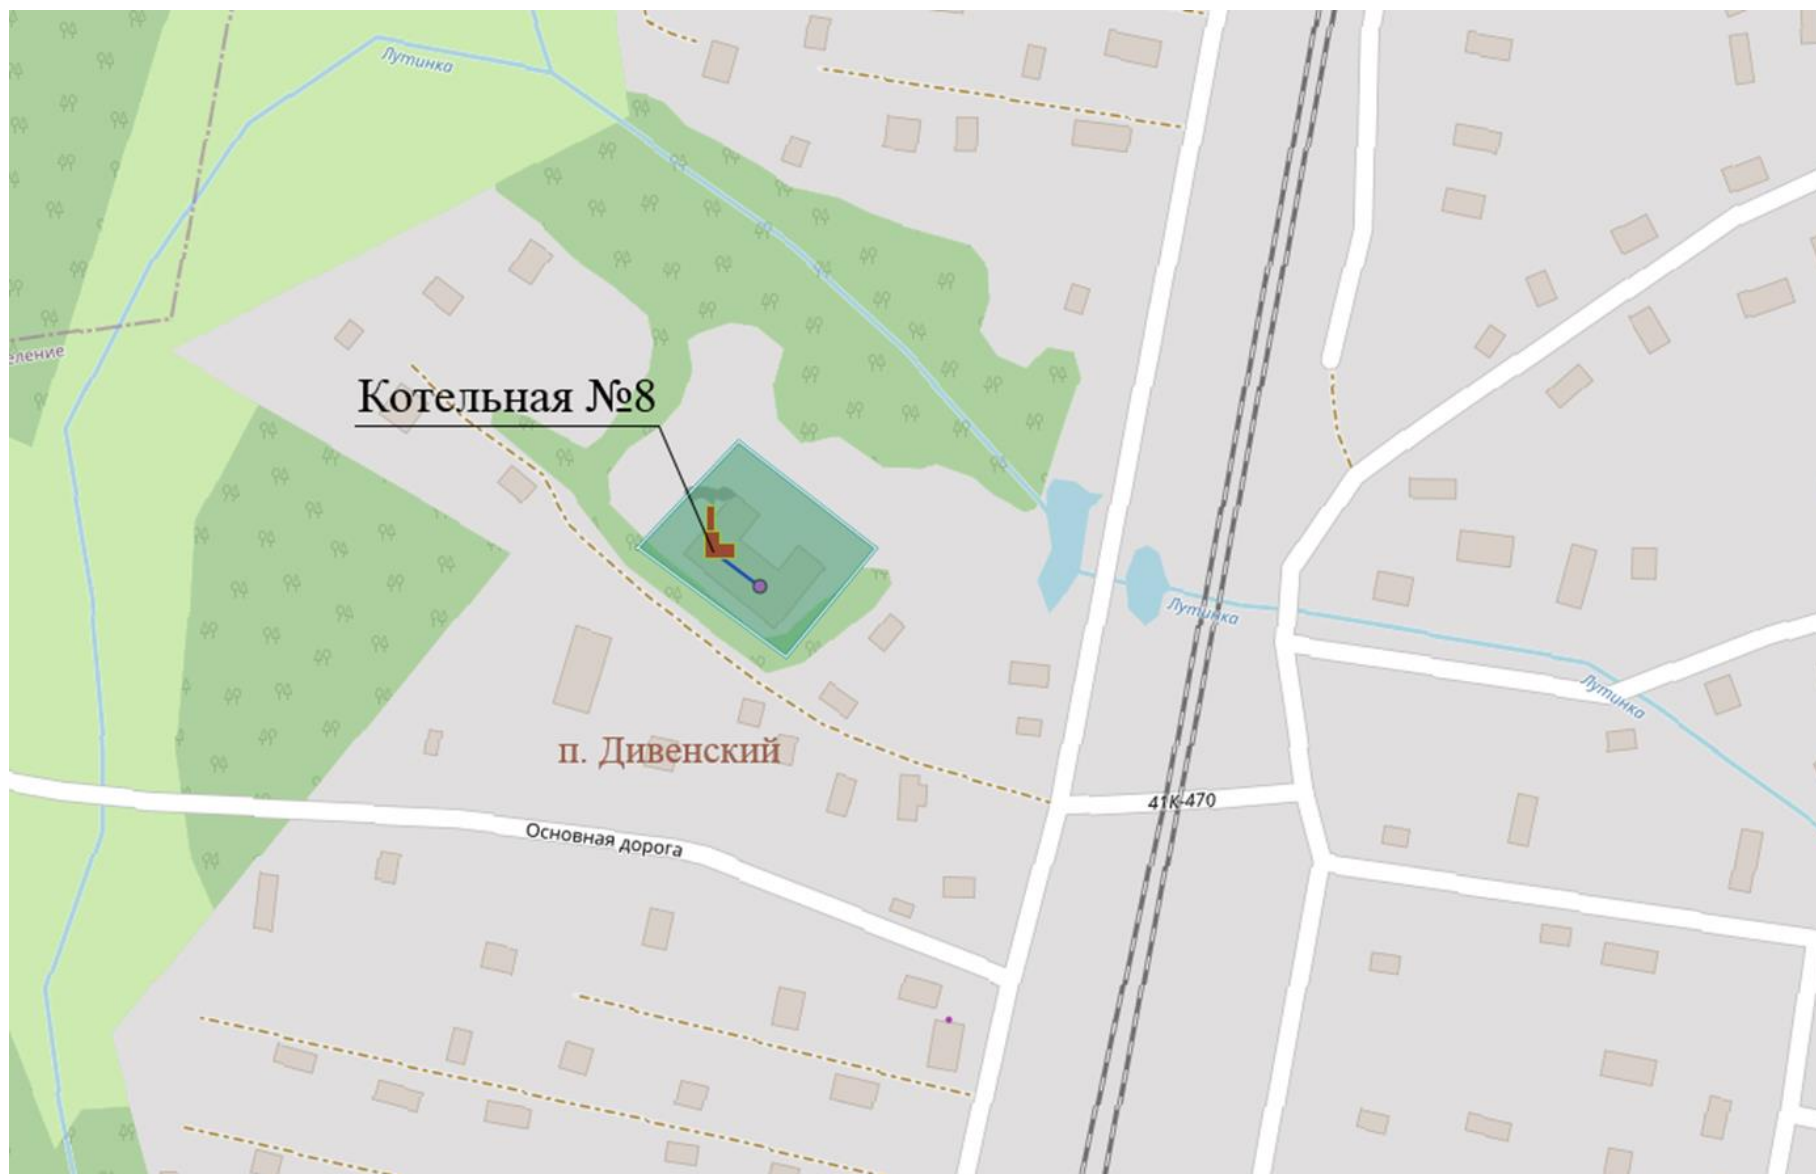 Лутинка
еление
Котельная №8
Лутинка
Лутинка
п. Дивенский
41К-470
Основная дорога